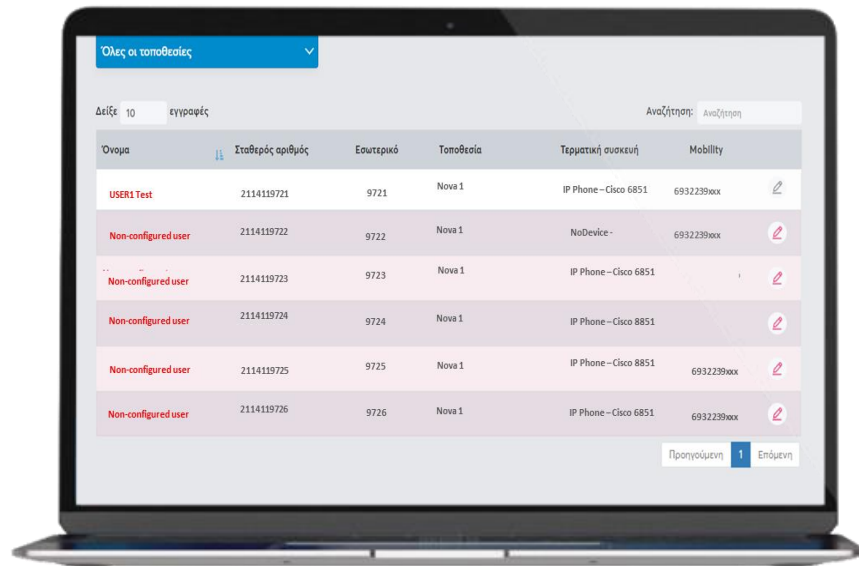 Όλες οι τοποθεσίες
Δείξε 10 εγγραφές Αναζήτηση: Αναζήτηση
Όνομα Σταθερός αριθμός Εσωτερικό Τοποθεσία Τερματική συσκευή Mobility
USER1 Test 2114119721 9721 Nova 1 IP Phone – Cisco 6851 6932239xxx
Non-configured user 2114119722 9722 Nova 1 NoDevice - 6932239xxx
Non-configured user 2114119723 9723 Nova 1 IP Phone – Cisco 6851
Non-configured user 2114119724 9724 Nova 1 IP Phone – Cisco 8851
Non-configured user 2114119725 9725 Nova 1 IP Phone – Cisco 8851 6932239xxx
Non-configured user 2114119726 9726 Nova 1 IP Phone – Cisco 6851 6932239xxx
Προηγούμενη 1 Επόμενη